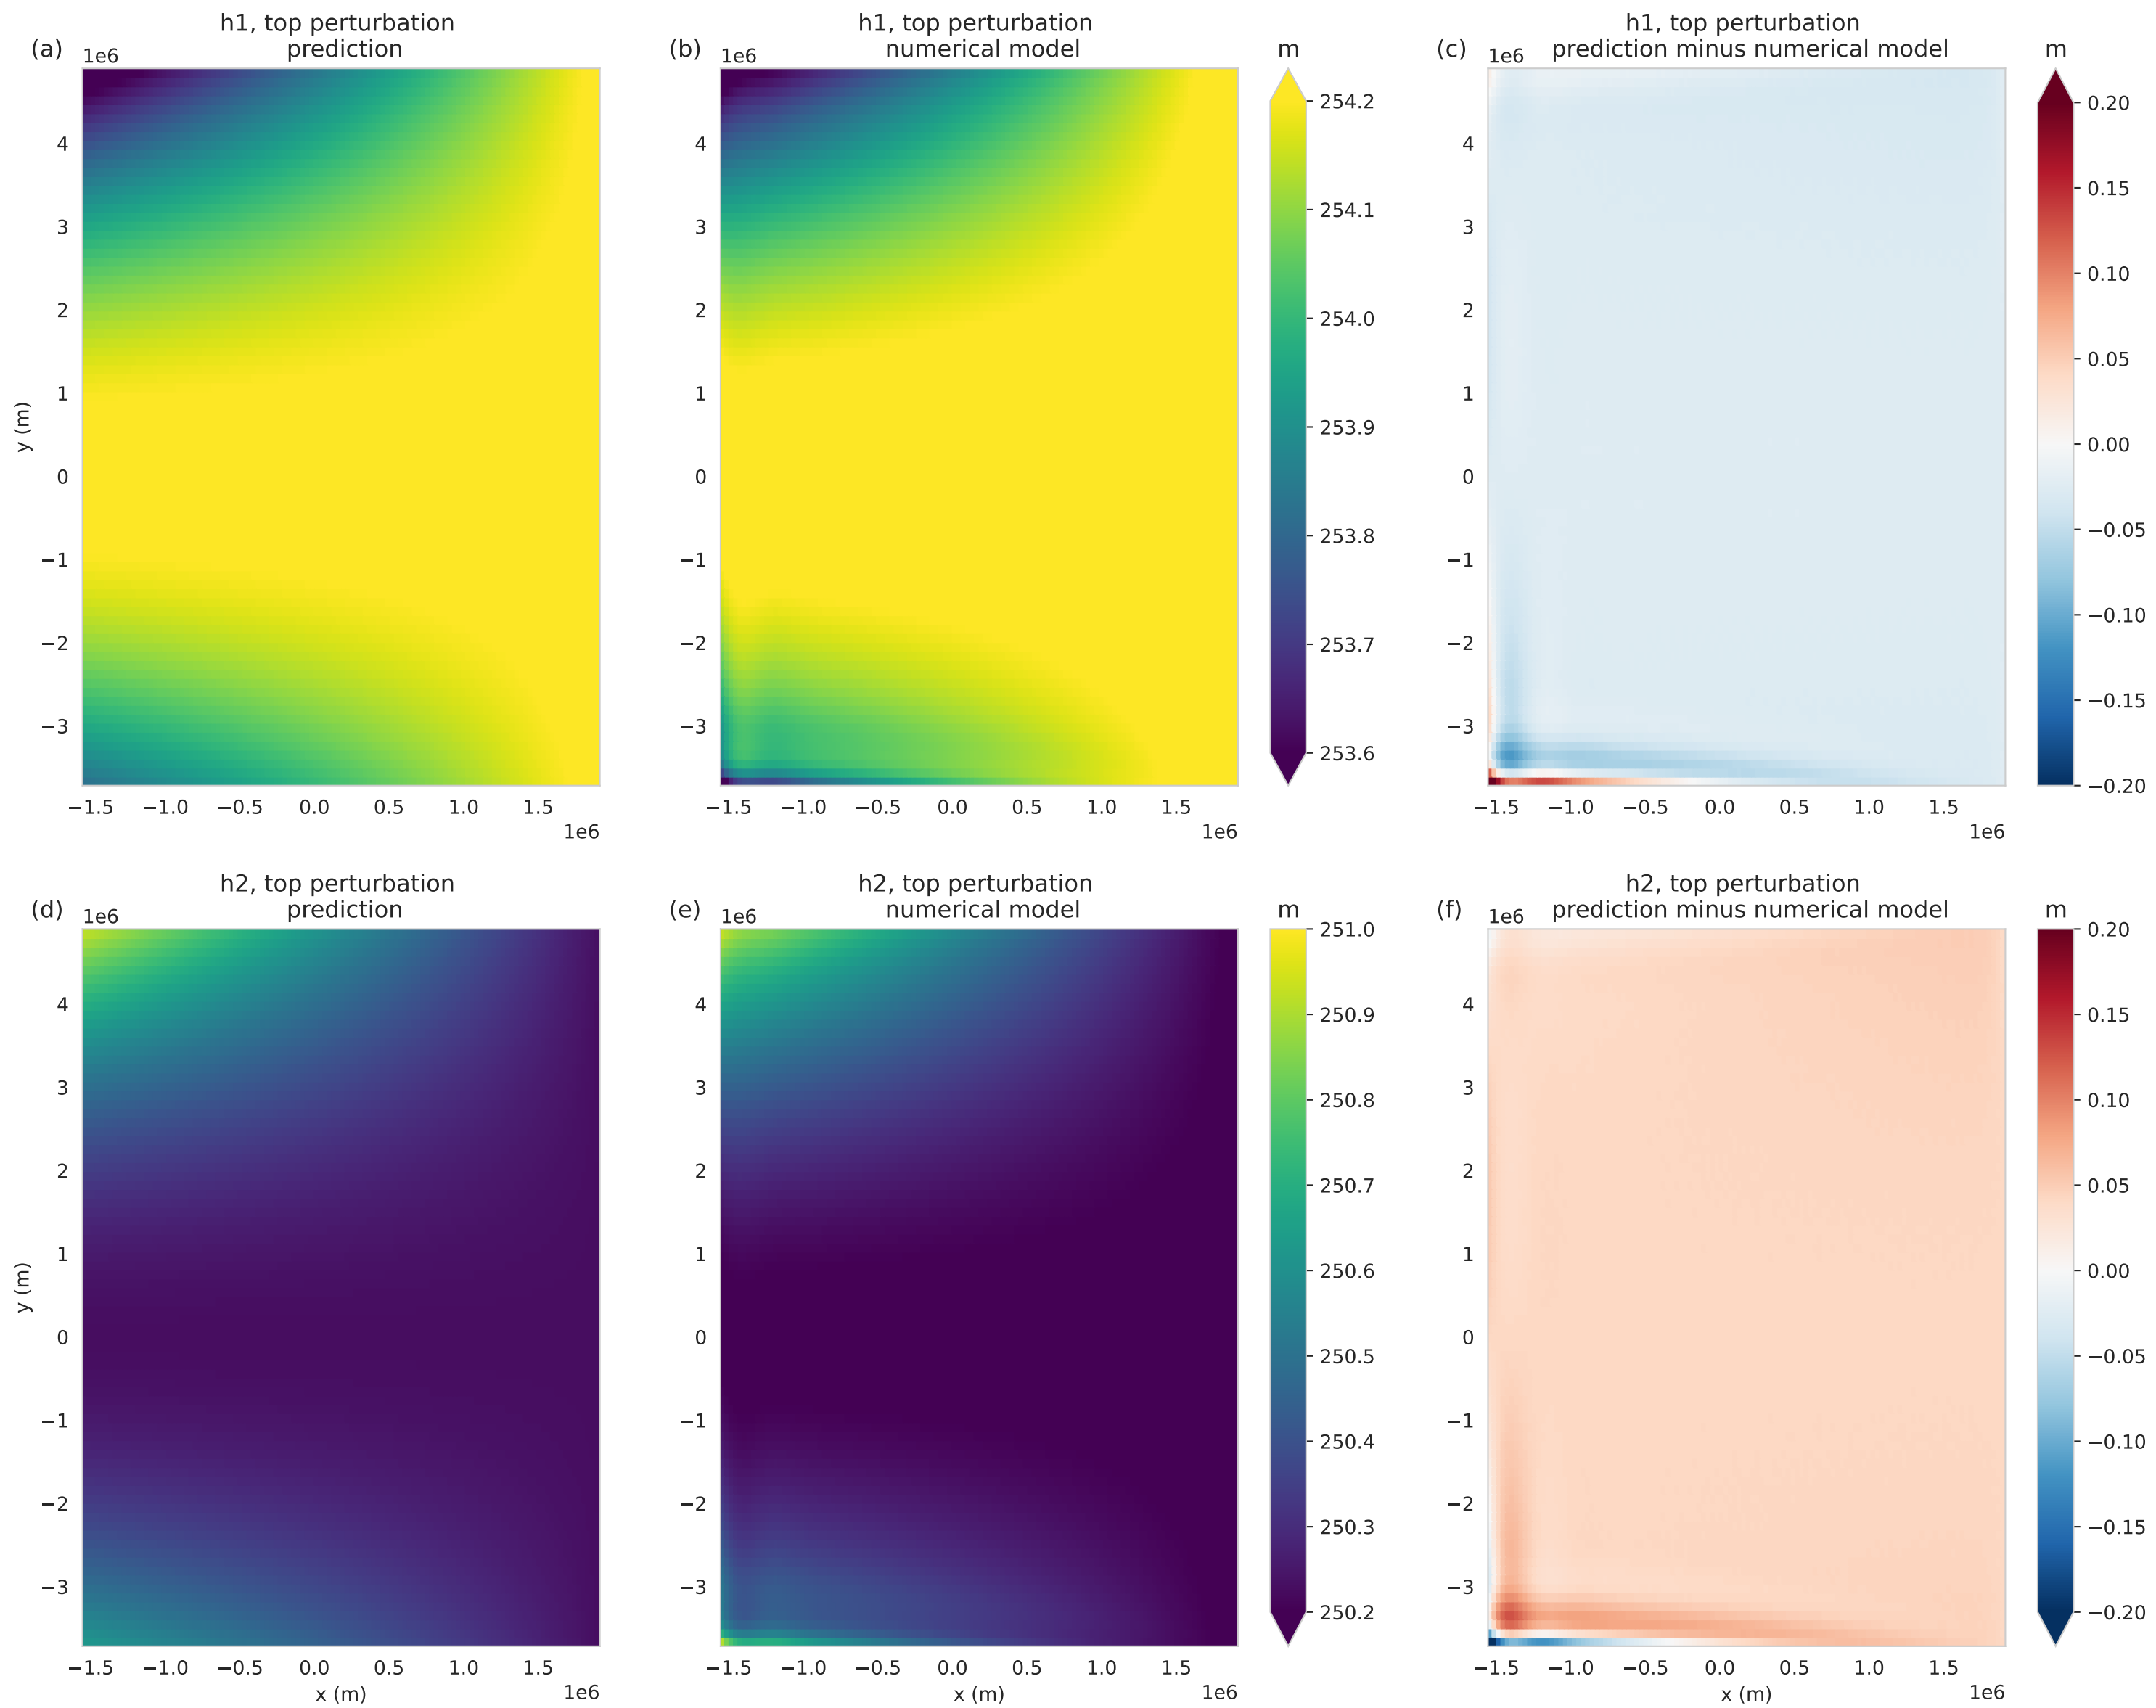 h1, top perturbation
(a) 1e6 prediction
h1, top perturbation
(b) 1e6 numerical model
m
h1, top perturbation
(c) 1e6 prediction minus numerical model
m
y (m)
4
3
2
1
0
−1
−2
−3
−1.5 −1.0 −0.5 0.0 0.5 1.0 1.5
1e6
4
3
2
1
0
−1
−2
−3
−1.5 −1.0 −0.5 0.0 0.5 1.0 1.5
1e6
254.2
254.1
254.0
253.9
253.8
253.7
253.6
4
3
2
1
0
−1
−2
−3
−1.5 −1.0 −0.5 0.0 0.5 1.0 1.5
1e6
0.20
0.15
0.10
0.05
0.00
−0.05
−0.10
−0.15
−0.20
h2, top perturbation
(d) 1e6 prediction
h2, top perturbation
(e) 1e6 numerical model
m
h2, top perturbation
(f) 1e6 prediction minus numerical model
m
y (m)
4
3
2
1
0
−1
−2
−3
−1.5 −1.0 −0.5 0.0 0.5 1.0 1.5
x (m) 1e6
4
3
2
1
0
−1
−2
−3
−1.5 −1.0 −0.5 0.0 0.5 1.0 1.5
x (m) 1e6
251.0
250.9
250.8
250.7
250.6
250.5
250.4
250.3
250.2
4
3
2
1
0
−1
−2
−3
−1.5 −1.0 −0.5 0.0 0.5 1.0 1.5
x (m) 1e6
0.20
0.15
0.10
0.05
0.00
−0.05
−0.10
−0.15
−0.20